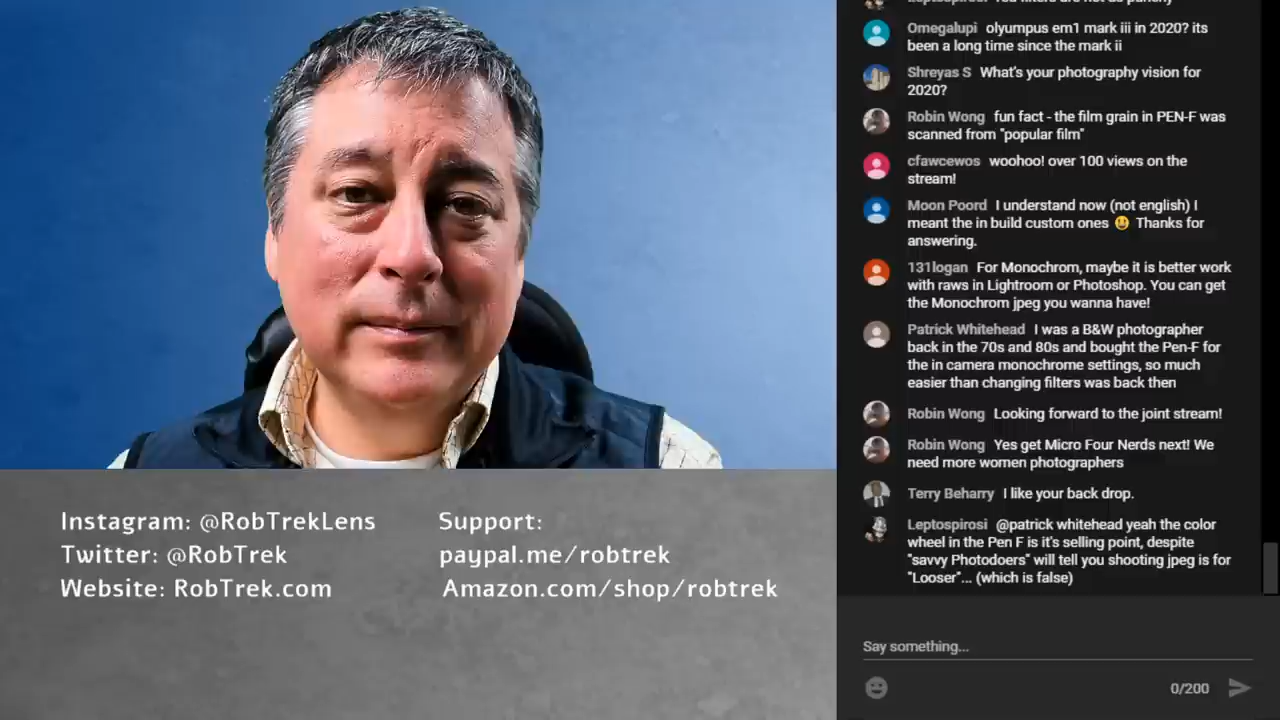 Instagram: @RobTrekLens
Twitter: @RobTrek
Website: RobTrek.com
Support:
paypal.me/robtrek
Amazon.com/shop/robtrek
Omegalupi olyumpus em1 mark iii in 2020? its
been a long time since the mark ii
Shreyas S What's your photography vision for
2020?
Robin Wong fun fact - the film grain in PEN-F was
scanned from "popular film"
cfawcewos woohoo! over 100 views on the
stream!
Moon Poord I understand now (not english) I
meant the in build custom ones 😃 Thanks for
answering.
131logan For Monochrom, maybe it is better work
with raws in Lightroom or Photoshop. You can get
the Monochrom jpeg you wanna have!
Patrick Whitehead I was a B&W photographer
back in the 70s and 80s and bought the Pen-F for
the in camera monochrome settings, so much
easier than changing filters was back then
Robin Wong Looking forward to the joint stream!
Robin Wong Yes get Micro Four Nerds next! We
need more women photographers
Terry Beharry I like your back drop.
Leptospirosi @patrick whitehead yeah the color
wheel in the Pen F is it's selling point, despite
"savvy Photodoers" will tell you shooting jpeg is for
"Looser"... (which is false)
Say something...
0/200